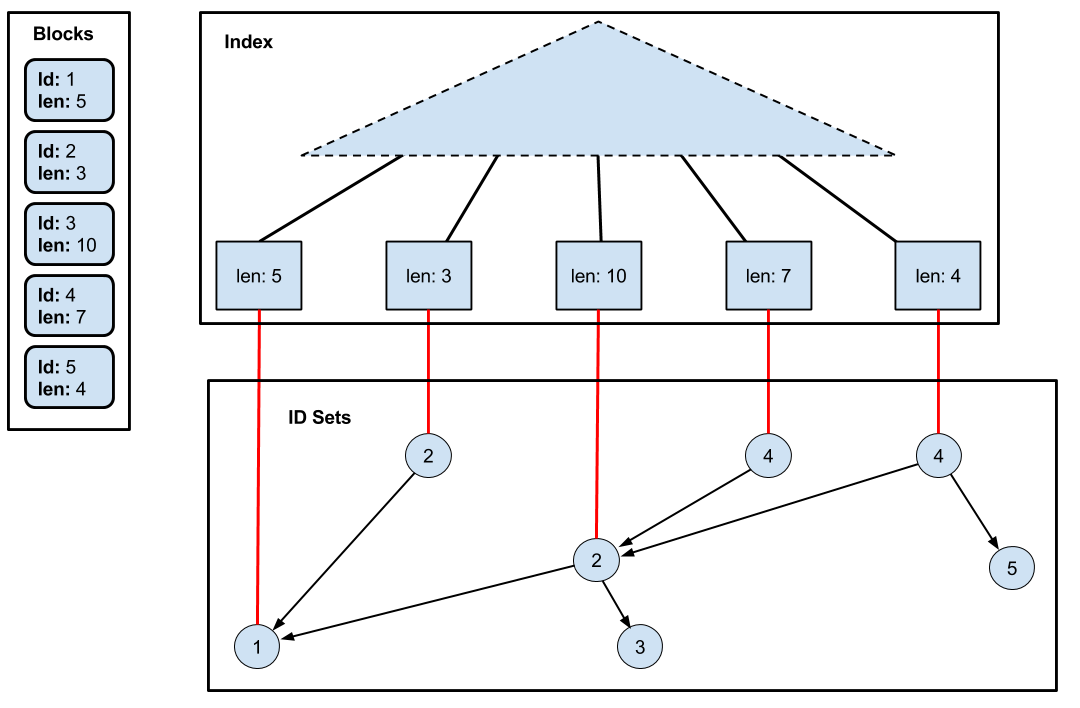 Blocks
Id: 1
len: 5
Id: 2
len: 3
Id: 3
len: 10
Id: 4
len: 7
Id: 5
len: 4
Index
len: 5
len: 3
len: 10
len: 7
len: 4
ID Sets
2
4
4
2
5
1
3